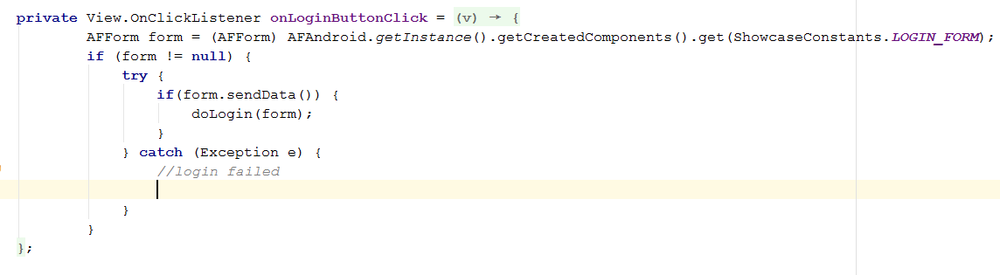 private View.OnClickListener onLoginButtonClick = (v) → {
        AFForm form = (AFForm) AFAndroid.getInstance().getCreatedComponents().get(ShowcaseConstants.LOGIN_FORM);
        if (form != null) {
            try {
                if(form.sendData()) {
                    doLogin(form);
                }
            } catch (Exception e) {
                //login failed
            }
        }
};